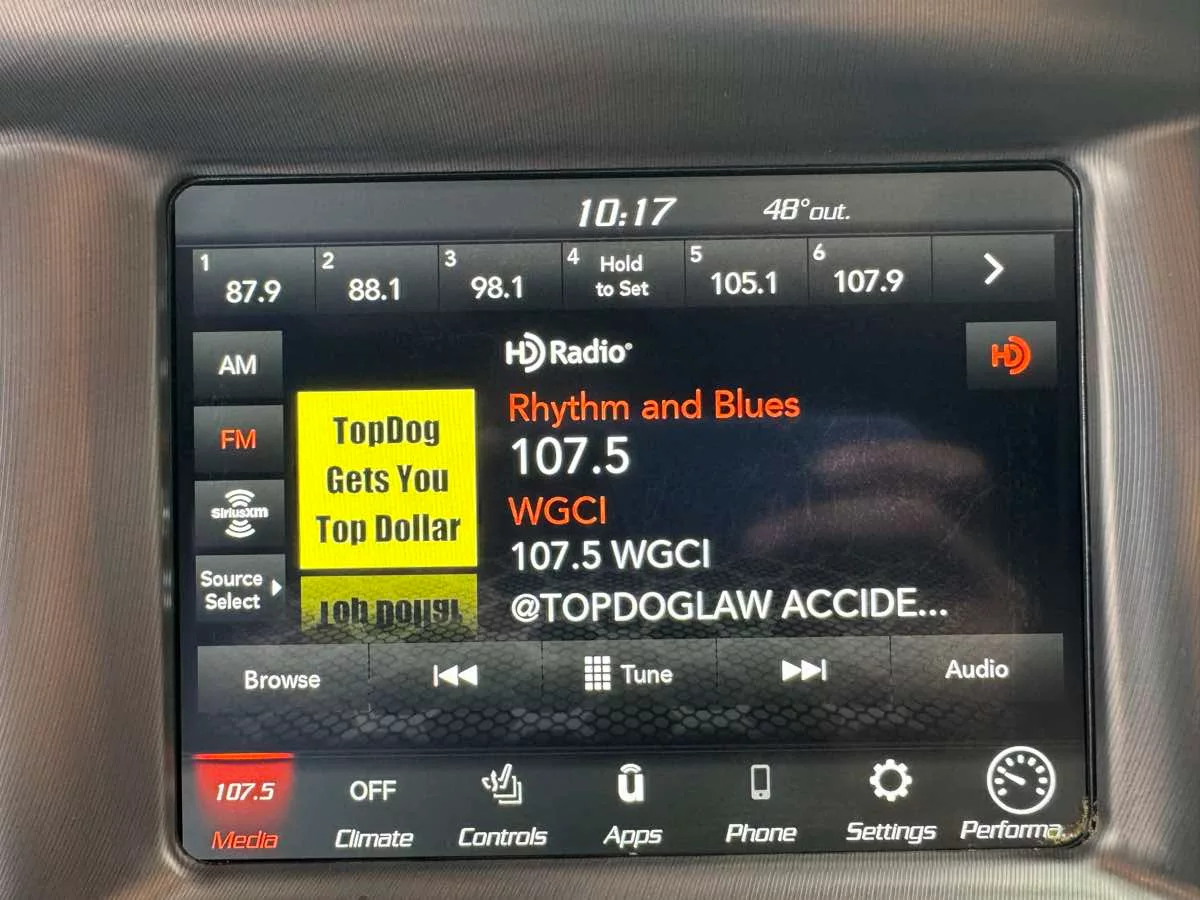 10:17 48°out.
1 87.9 2 88.1 3 98.1 4 Hold to Set 5 105.1 6 107.9
AM
FM
SiriusXM
Source
Select
HD Radio
HD
TopDog
Gets You
Top Dollar
Rhythm and Blues
107.5
WGCI
107.5 WGCI
@TOPDOGLAW ACCIDE...
Browse Tune Audio
107.5 OFF
Media Climate Controls Apps Phone Settings Performa...